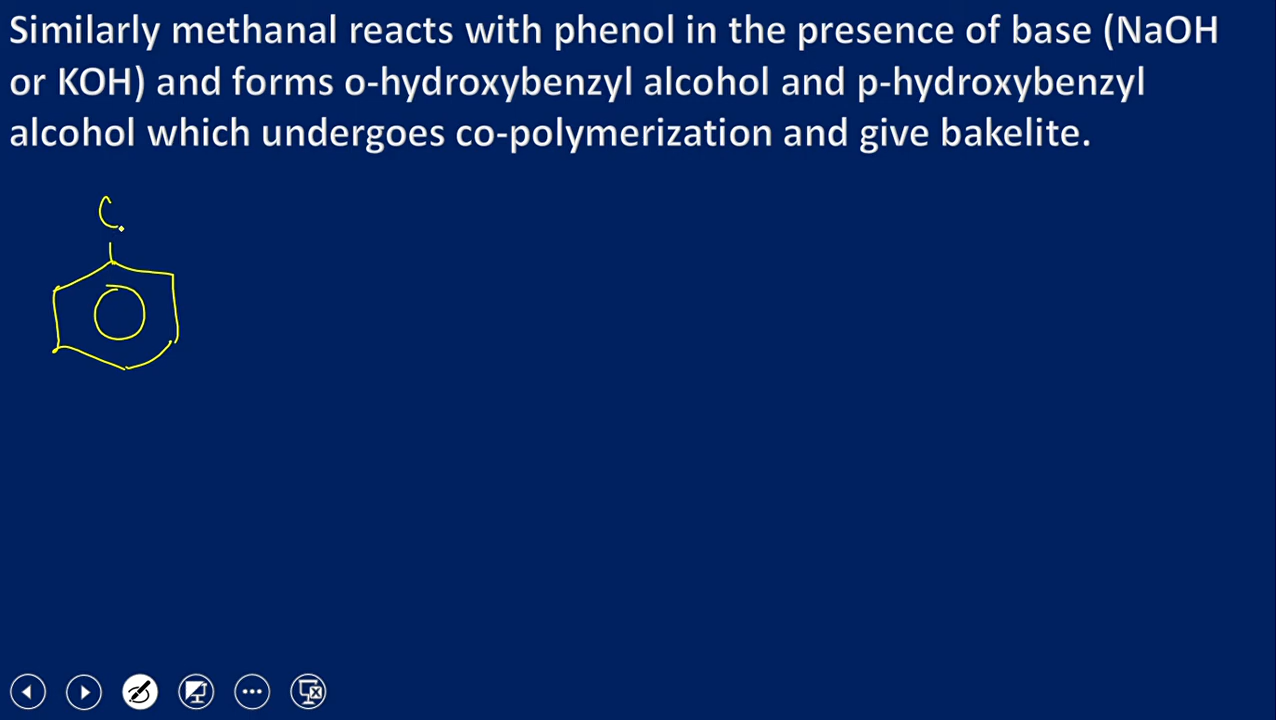 Similarly methanal reacts with phenol in the presence of base (NaOH
or KOH) and forms o-hydroxybenzyl alcohol and p-hydroxybenzyl
alcohol which undergoes co-polymerization and give bakelite.
C